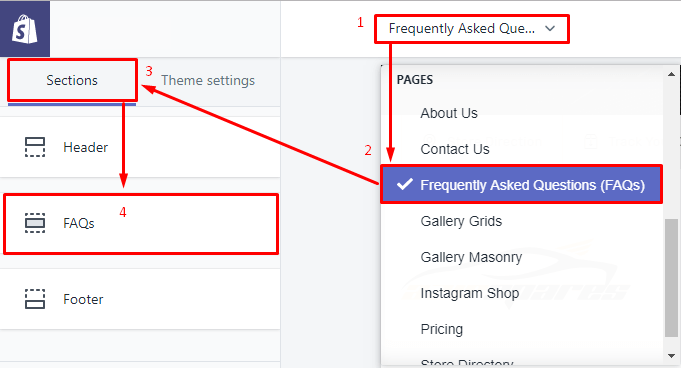 1
Frequently Asked Que...
Sections
3
Theme settings
PAGES
About Us
Header
Contact Us
2
Frequently Asked Questions (FAQs)
4
FAQs
Gallery Grids
Gallery Masonry
Instagram Shop
Footer
Pricing
Store Directory